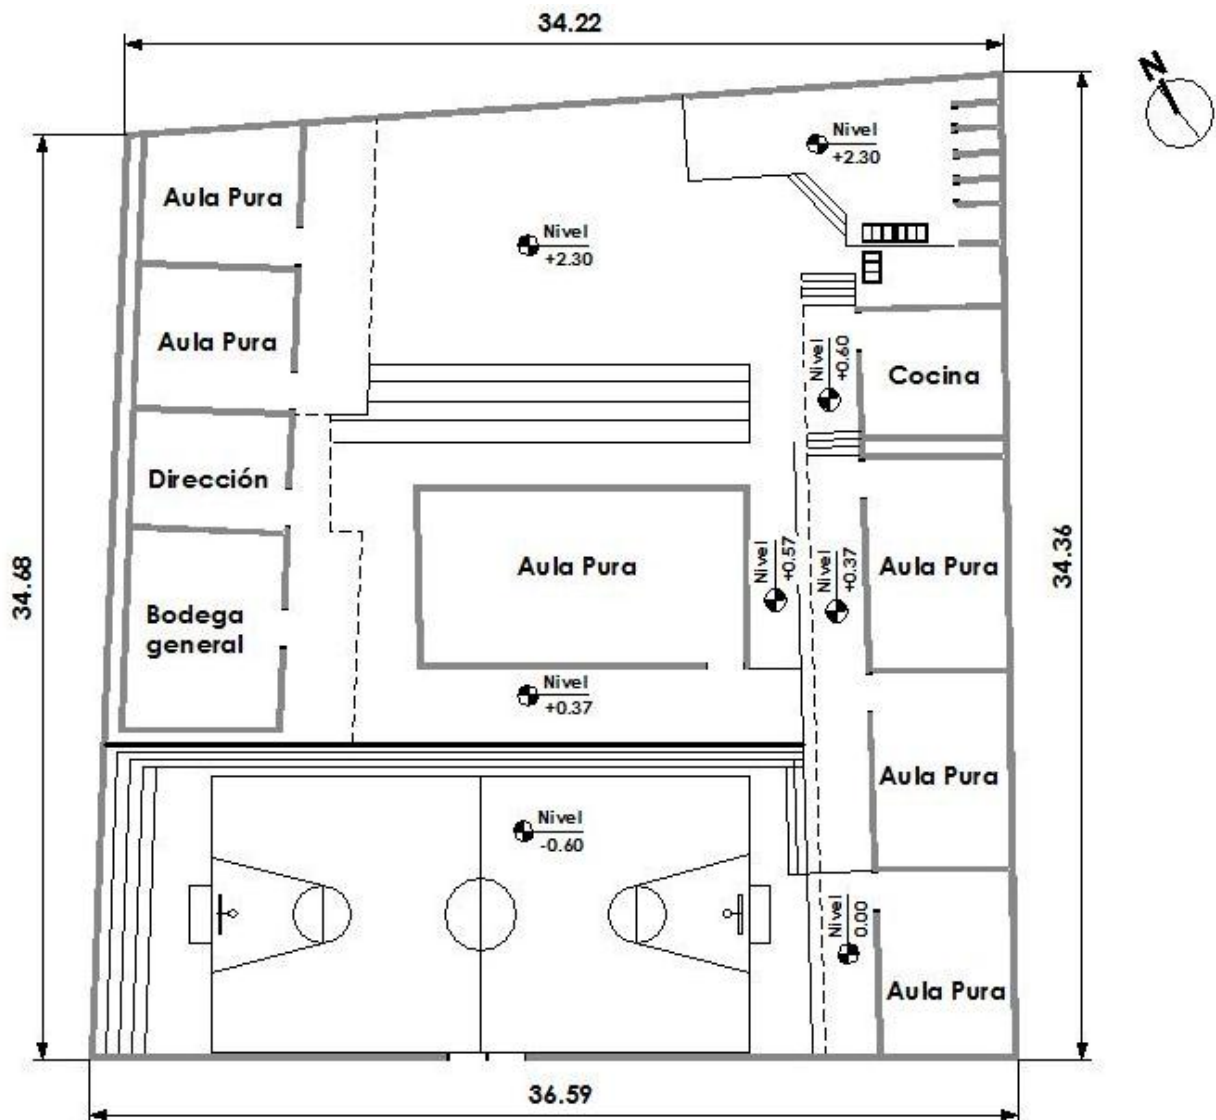 34.22
N
Nivel
+2.30
Aula Pura
Nivel
+2.30
Aula Pura
Nivel
+0.60
Cocina
Dirección
34.68
Aula Pura
Nivel
+0.57
Nivel
+0.37
Aula Pura
34.36
Bodega
general
Nivel
+0.37
Aula Pura
Nivel
-0.60
Nivel
0.00
Aula Pura
36.59